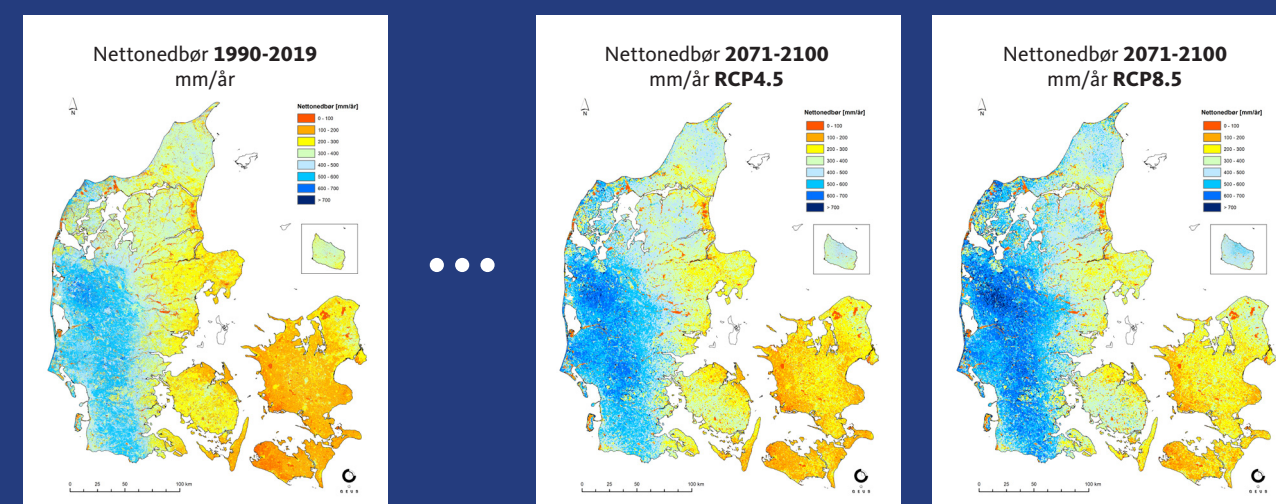 Nettonedbør 1990-2019
mm/år
N
Nettonedbør [mm/år]
0 - 100
100 - 200
200 - 300
300 - 400
400 - 500
500 - 600
600 - 700
> 700
0 25 50 100 km
GEUS
Nettonedbør 2071-2100
mm/år RCP4.5
N
Nettonedbør [mm/år]
0 - 100
100 - 200
200 - 300
300 - 400
400 - 500
500 - 600
600 - 700
> 700
0 25 50 100 km
GEUS
Nettonedbør 2071-2100
mm/år RCP8.5
N
Nettonedbør [mm/år]
0 - 100
100 - 200
200 - 300
300 - 400
400 - 500
500 - 600
600 - 700
> 700
0 25 50 100 km
GEUS